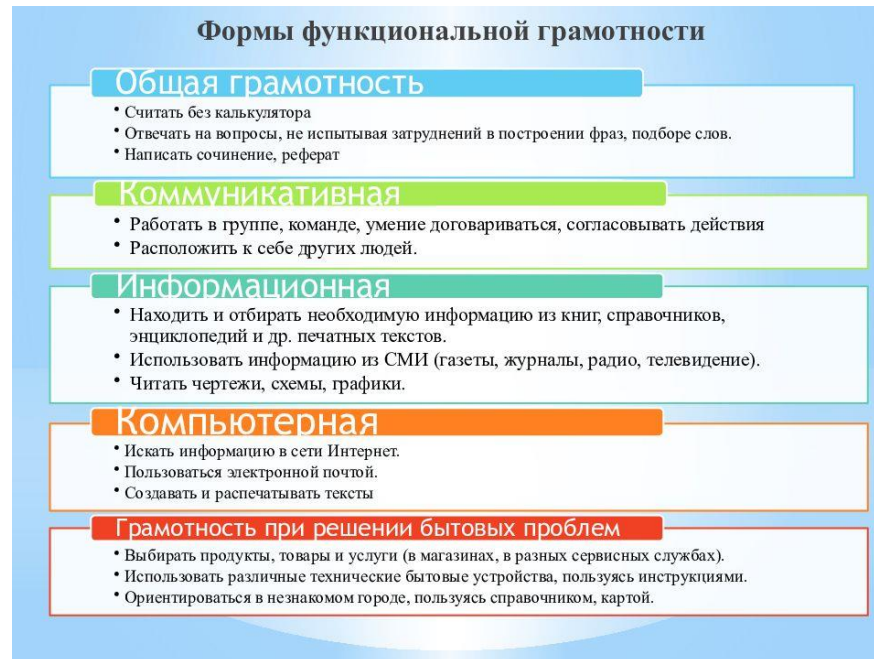 Формы функциональной грамотности
Общая грамотность
• Считать без калькулятора
• Отвечать на вопросы, не испытывая затруднений в построении фраз, подборе слов.
• Написать сочинение, реферат
Коммуникативная
• Работать в группе, команде, умение договариваться, согласовывать действия
• Расположить к себе других людей.
Информационная
• Находить и отбирать необходимую информацию из книг, справочников,
энциклопедий и др. печатных текстов.
• Использовать информацию из СМИ (газеты, журналы, радио, телевидение).
• Читать чертежи, схемы, графики.
Компьютерная
• Искать информацию в сети Интернет.
• Пользоваться электронной почтой.
• Создавать и распечатывать тексты
Грамотность при решении бытовых проблем
• Выбирать продукты, товары и услуги (в магазинах, в разных сервисных службах).
• Использовать различные технические бытовые устройства, пользуясь инструкциями.
• Ориентироваться в незнакомом городе, пользуясь справочником, картой.